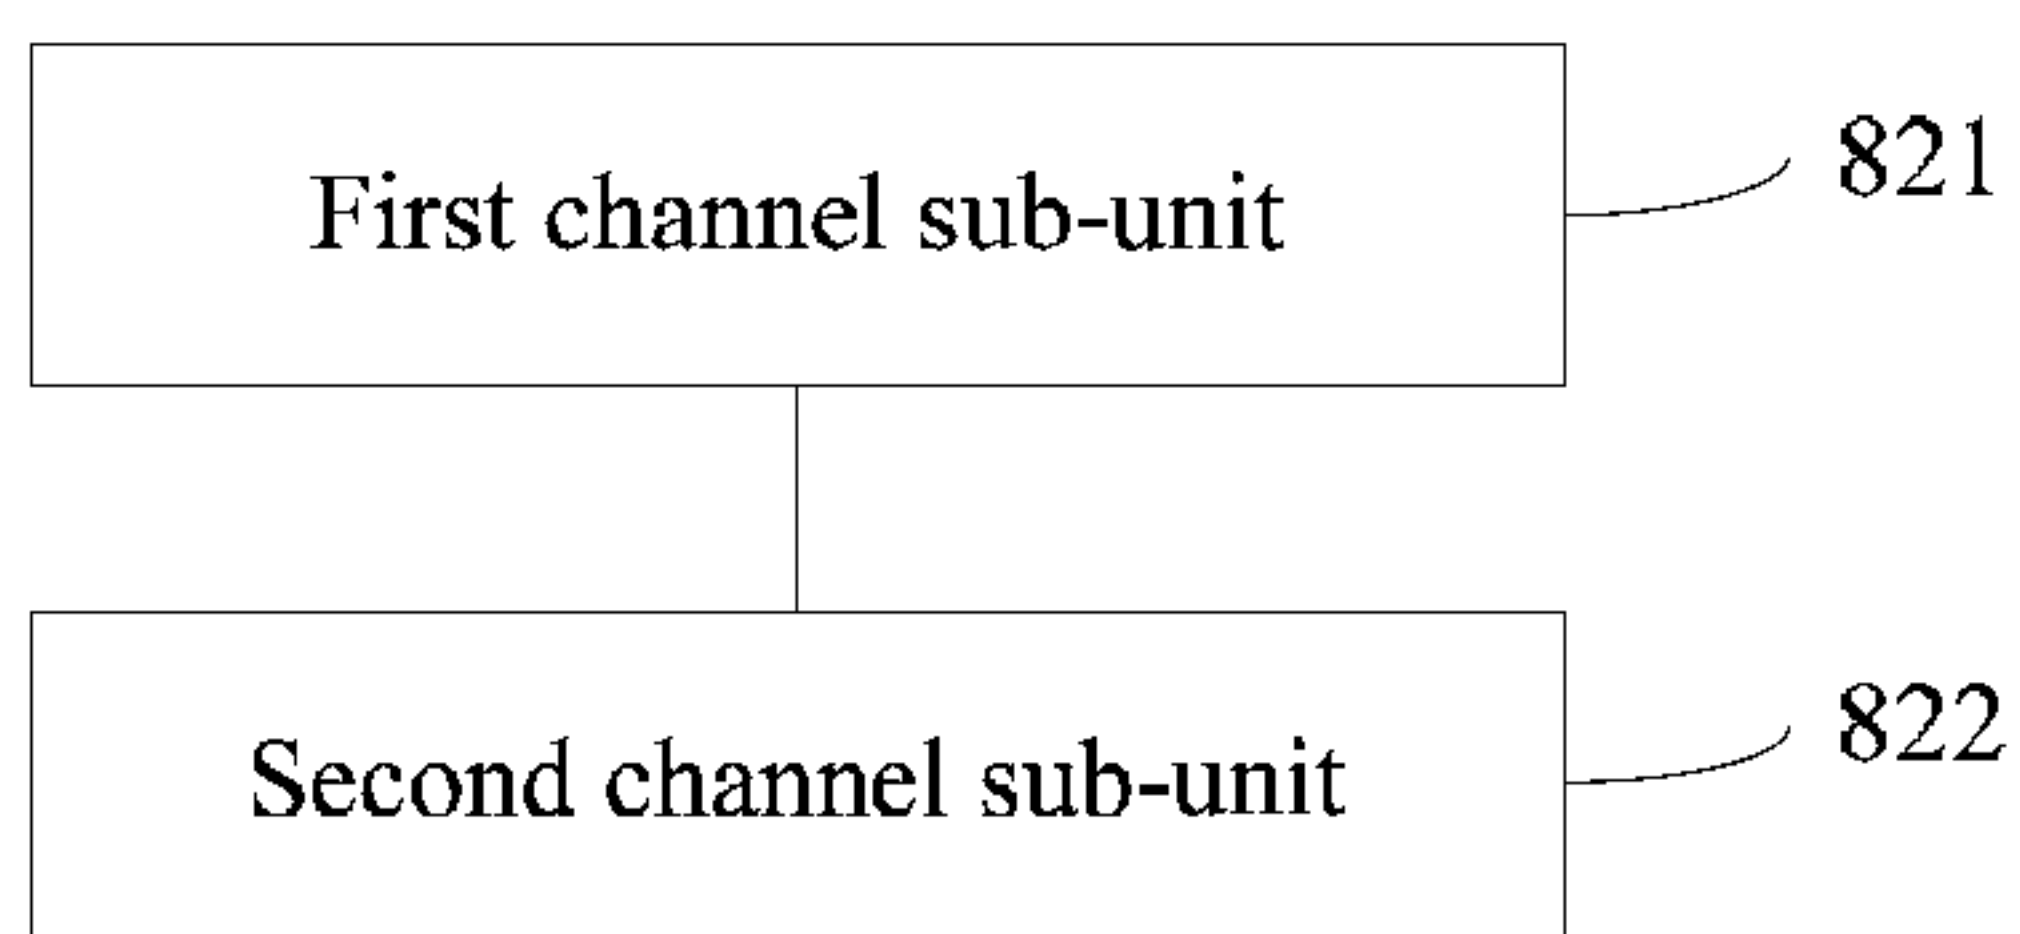 First channel sub-unit
821
Second channel sub-unit
822